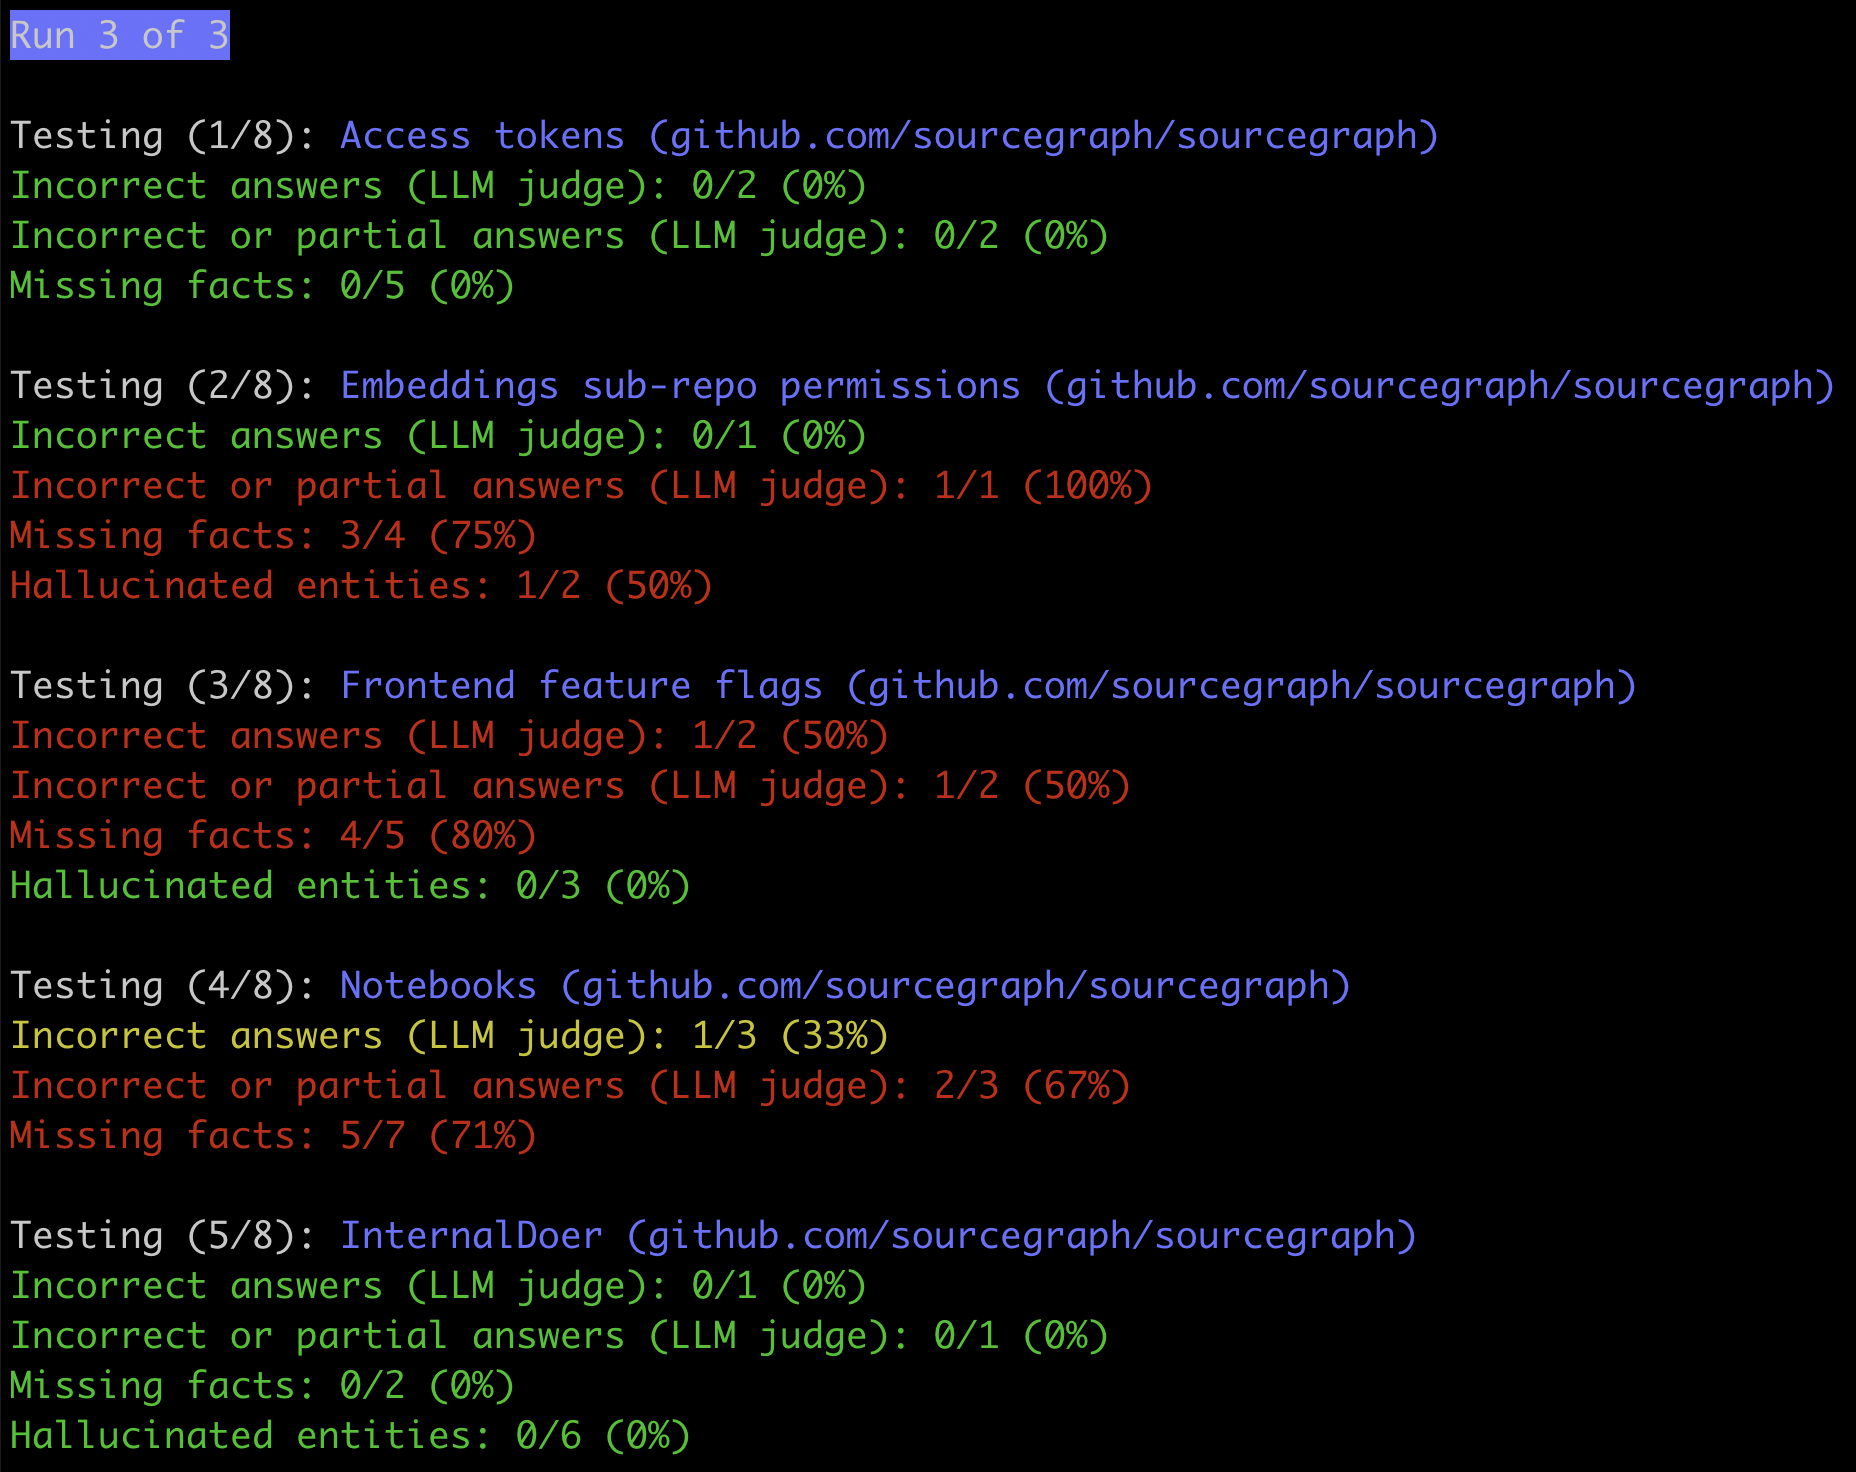 Run 3 of 3
Testing (1/8): Access tokens (github.com/sourcegraph/sourcegraph)
Incorrect answers (LLM judge): 0/2 (0%)
Incorrect or partial answers (LLM judge): 0/2 (0%)
Missing facts: 0/5 (0%)
Testing (2/8): Embeddings sub-repo permissions (github.com/sourcegraph/sourcegraph)
Incorrect answers (LLM judge): 0/1 (0%)
Incorrect or partial answers (LLM judge): 1/1 (100%)
Missing facts: 3/4 (75%)
Hallucinated entities: 1/2 (50%)
Testing (3/8): Frontend feature flags (github.com/sourcegraph/sourcegraph)
Incorrect answers (LLM judge): 1/2 (50%)
Incorrect or partial answers (LLM judge): 1/2 (50%)
Missing facts: 4/5 (80%)
Hallucinated entities: 0/3 (0%)
Testing (4/8): Notebooks (github.com/sourcegraph/sourcegraph)
Incorrect answers (LLM judge): 1/3 (33%)
Incorrect or partial answers (LLM judge): 2/3 (67%)
Missing facts: 5/7 (71%)
Testing (5/8): InternalDoer (github.com/sourcegraph/sourcegraph)
Incorrect answers (LLM judge): 0/1 (0%)
Incorrect or partial answers (LLM judge): 0/1 (0%)
Missing facts: 0/2 (0%)
Hallucinated entities: 0/6 (0%)